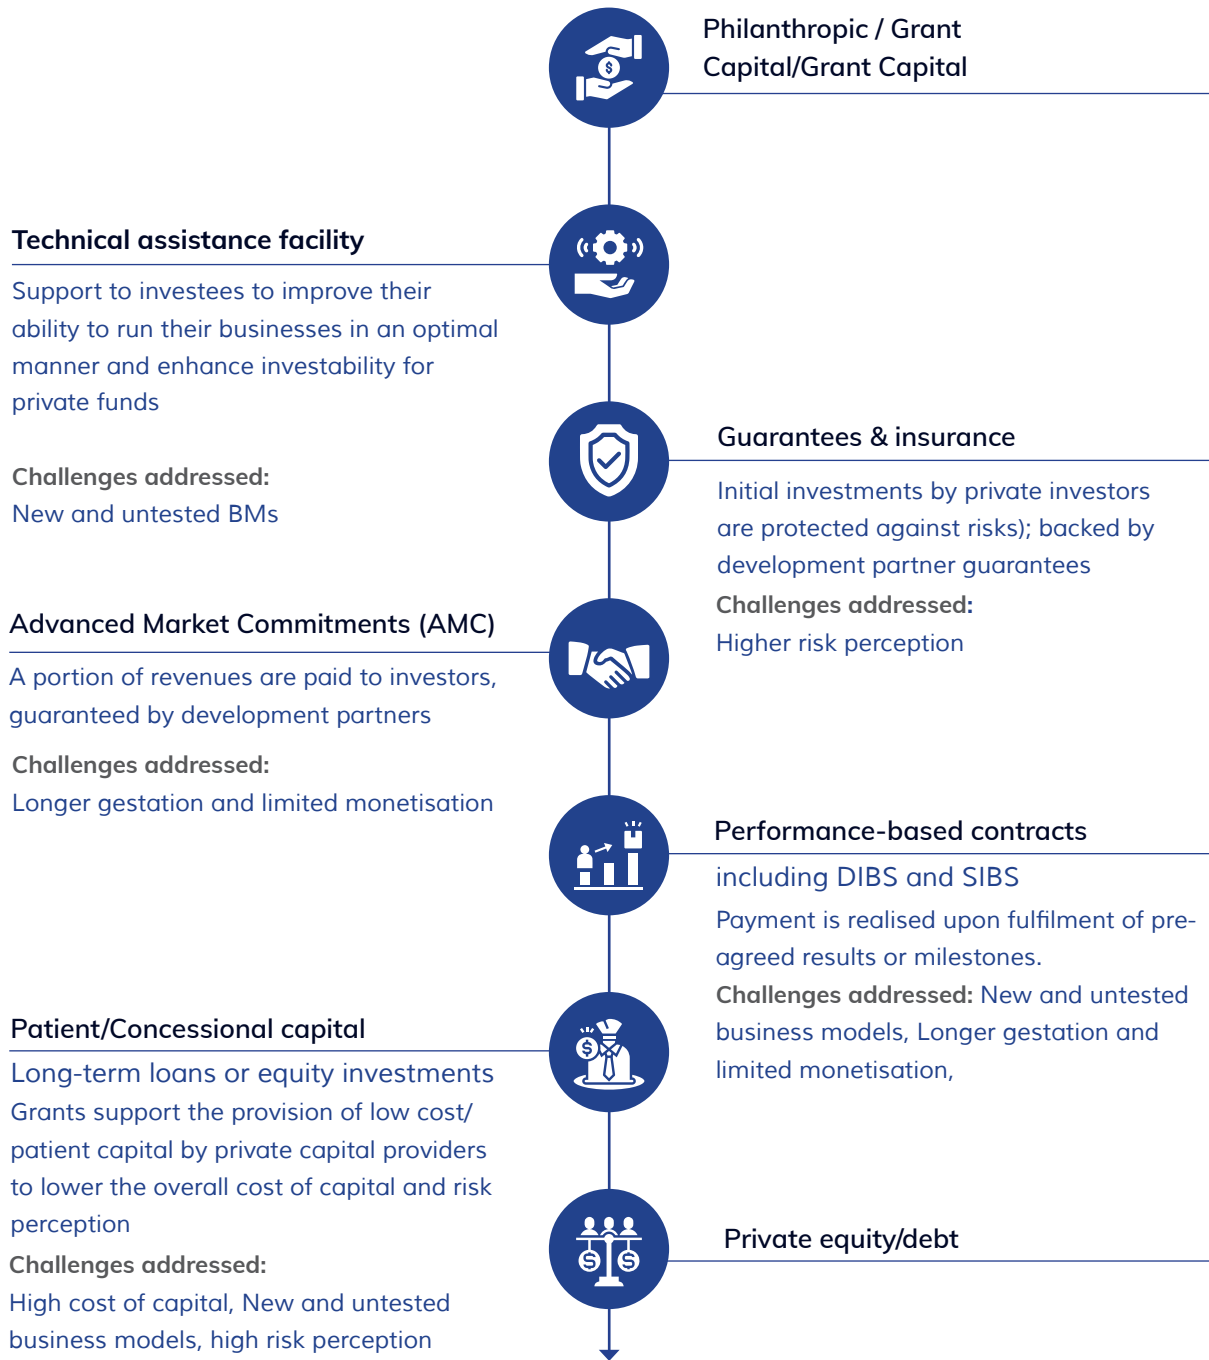 Philanthropic / Grant
Capital/Grant Capital
Technical assistance facility
Support to investees to improve their
ability to run their businesses in an optimal
manner and enhance investability for
private funds
Challenges addressed:
New and untested BMs
Guarantees & insurance
Initial investments by private investors
are protected against risks); backed by
development partner guarantees
Challenges addressed:
Higher risk perception
Advanced Market Commitments (AMC)
A portion of revenues are paid to investors,
guaranteed by development partners
Challenges addressed:
Longer gestation and limited monetisation
Performance-based contracts
including DIBS and SIBS
Payment is realised upon fulfilment of pre-
agreed results or milestones.
Challenges addressed: New and untested
business models, Longer gestation and
limited monetisation,
Patient/Concessional capital
Long-term loans or equity investments
Grants support the provision of low cost/
patient capital by private capital providers
to lower the overall cost of capital and risk
perception
Challenges addressed:
High cost of capital, New and untested
business models, high risk perception
Private equity/debt